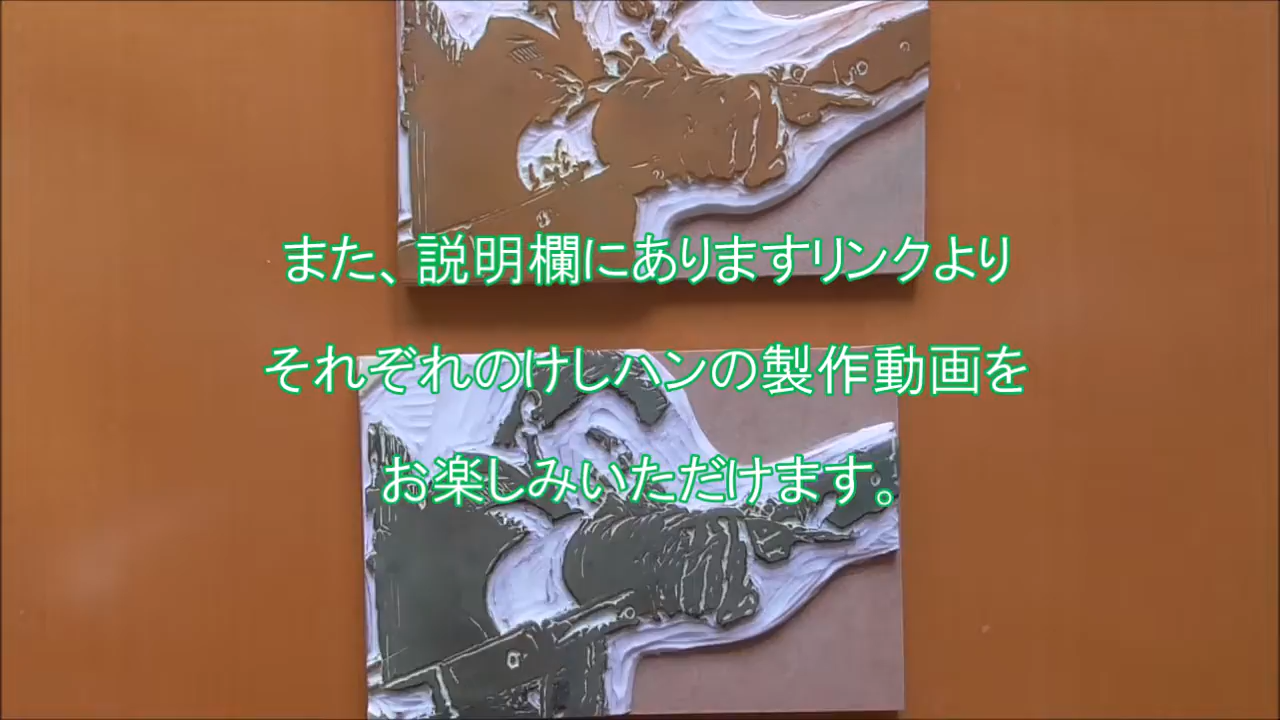 また、説明欄にありますリンクより
それぞれのけしハンの製作動画を
お楽しみいただけます。